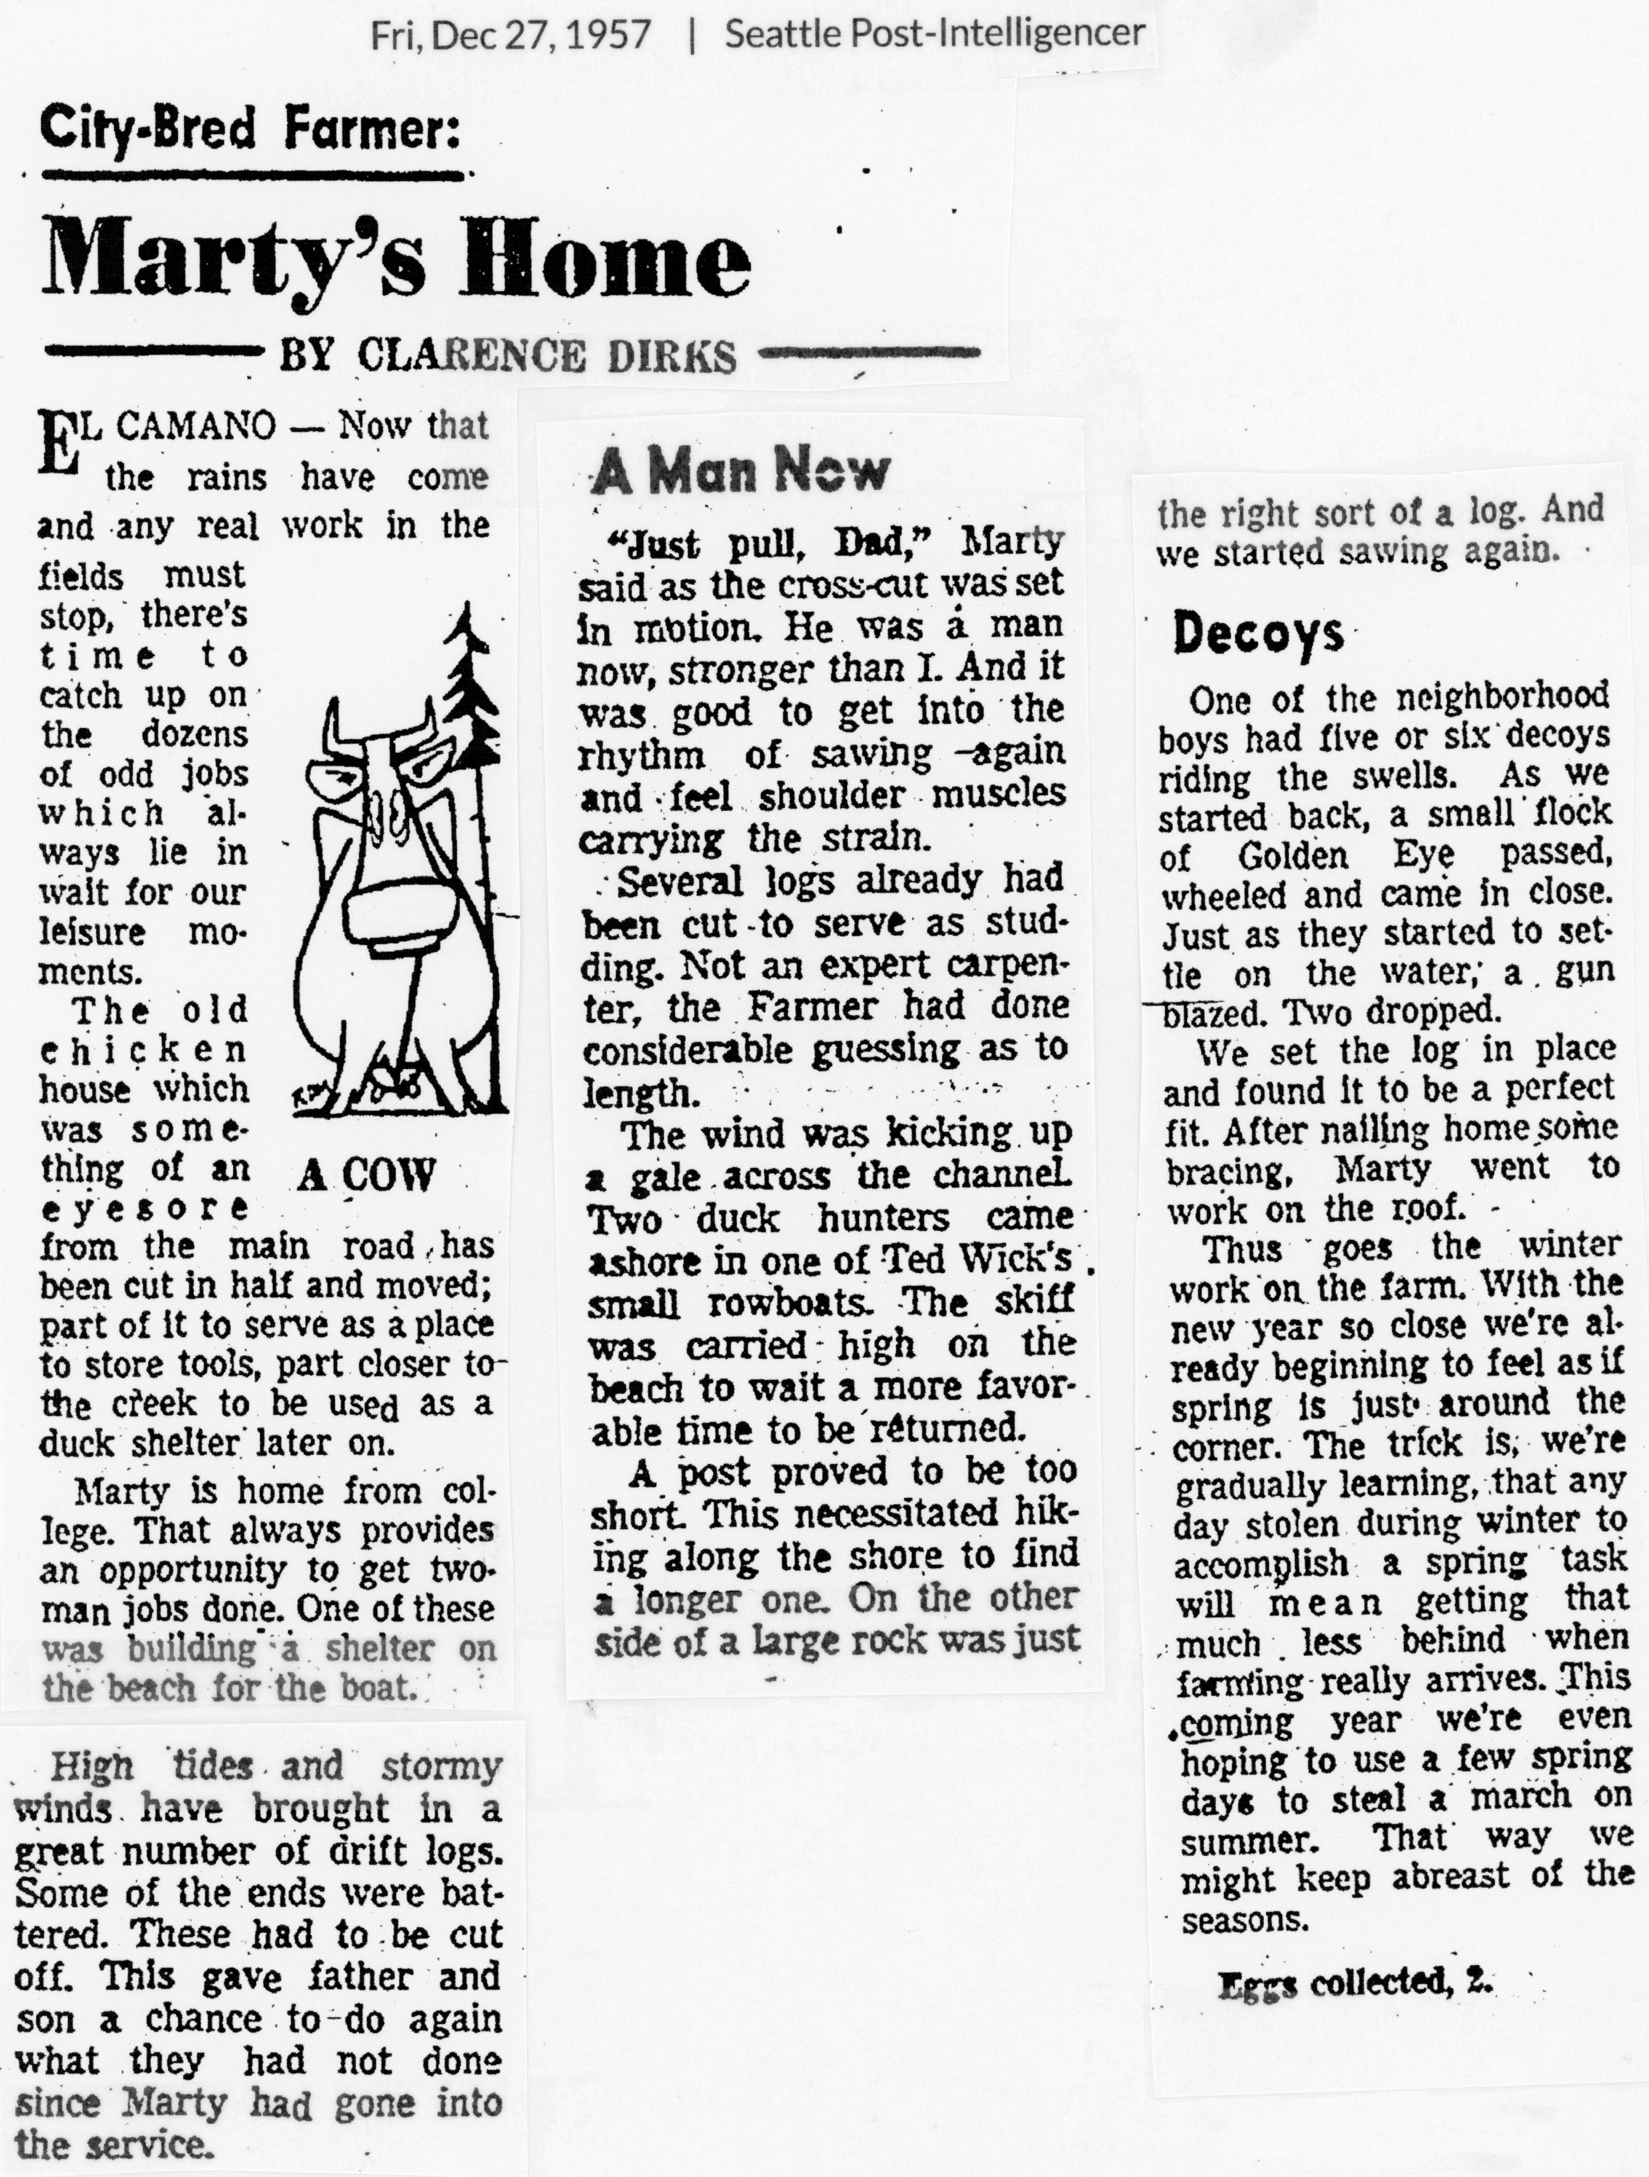 Fri, Dec 27, 1957 | Seattle Post-Intelligencer
City-Bred Farmer:
Marty's Home
BY CLARENCE DIRKS
EL CAMANO — Now that
the rains have come
and any real work in the
fields must
stop, there's
time to
catch up on
the dozens
of odd jobs
which al-
ways lie in
wait for our
leisure mo-
ments.
The old
chicken
house which
was some-
thing of an
eyesore
from the main road has
been cut in half and moved;
part of it to serve as a place
to store tools, part closer to
the creek to be used as a
duck shelter later on.
Marty is home from col-
lege. That always provides
an opportunity to get two-
man jobs done. One of these
was building a shelter on
the beach for the boat.
High tides and stormy
winds have brought in a
great number of drift logs.
Some of the ends were bat-
tered. These had to be cut
off. This gave father and
son a chance to do again
what they had not done
since Marty had gone into
the service.
A COW
A Man Now
"Just pull, Dad," Marty
said as the cross-cut was set
in motion. He was a man
now, stronger than I. And it
was good to get into the
rhythm of sawing again
and feel shoulder muscles
carrying the strain.
Several logs already had
been cut to serve as stud-
ding. Not an expert carpen-
ter, the Farmer had done
considerable guessing as to
length.
The wind was kicking up
a gale across the channel.
Two duck hunters came
ashore in one of Ted Wick's
small rowboats. The skiff
was carried high on the
beach to wait a more favor-
able time to be returned.
A post proved to be too
short. This necessitated hik-
ing along the shore to find
a longer one. On the other
side of a large rock was just
the right sort of a log. And
we started sawing again.
Decoys
One of the neighborhood
boys had five or six decoys
riding the swells. As we
started back, a small flock
of Golden Eye passed,
wheeled and came in close.
Just as they started to set-
tle on the water, a gun
blazed. Two dropped.
We set the log in place
and found it to be a perfect
fit. After nailing home some
bracing, Marty went to
work on the roof.
Thus goes the winter
work on the farm. With the
new year so close we're al-
ready beginning to feel as if
spring is just around the
corner. The trick is, we're
gradually learning, that any
day stolen during winter to
accomplish a spring task
will mean getting that
much less behind when
farming really arrives. This
coming year we're even
hoping to use a few spring
days to steal a march on
summer. That way we
might keep abreast of the
seasons.
Eggs collected, 2.